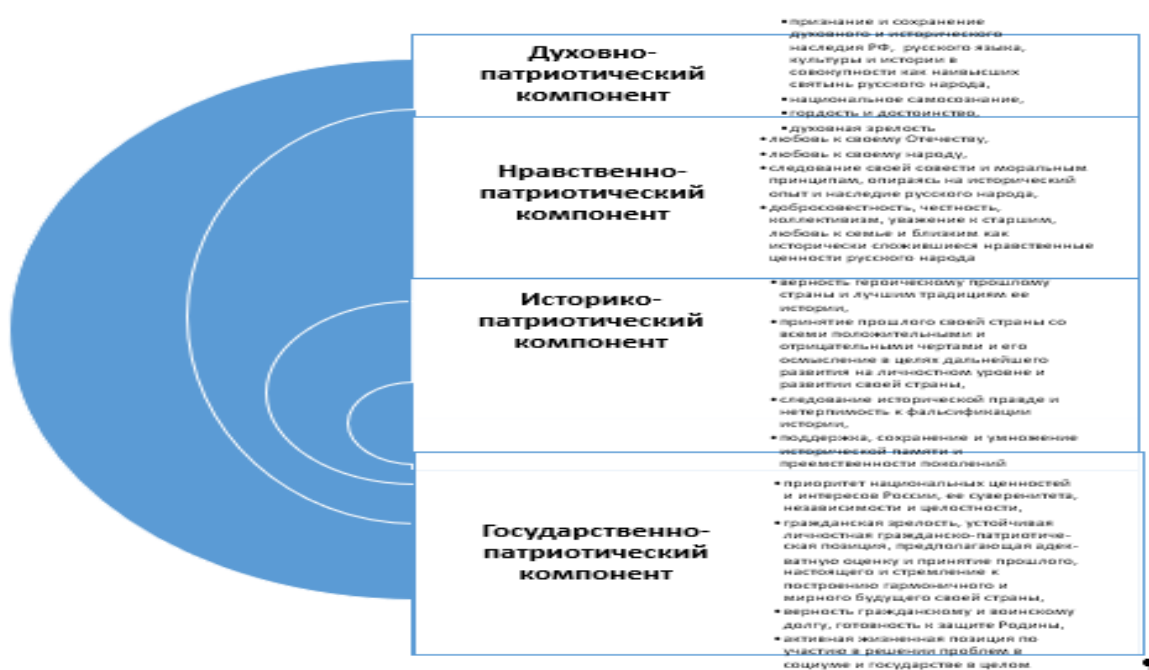 Духовно-
патриотический
компонент
•признание и сохранение
духовного и исторического
наследия РФ, русского языка,
культуры и истории в
совокупности как наивысших
святынь русского народа,
•национальное самосознание,
•гордость и достоинство,
•духовная зрелость
Нравственно-
патриотический
компонент
•любовь к своему Отечеству,
•любовь к своему народу,
•следование своей совести и моральным
принципам, опираясь на исторический
опыт и наследие русского народа,
•добросовестность, честность,
коллективизм, уважение к старшим,
любовь к семье и близким как
исторически сложившиеся нравственные
ценности русского народа
Историко-
патриотический
компонент
•верность героическому прошлому
страны и лучшим традициям ее
истории,
•принятие прошлого своей страны со
всеми положительными и
отрицательными чертами и его
осмысление в целях дальнейшего
развития на личностном уровне и
развитии своей страны,
•следование исторической правде и
нетерпимость к фальсификации
истории,
•поддержка, сохранение и умножение
исторической памяти и
преемственности поколений
Государственно-
патриотический
компонент
•приоритет национальных ценностей
и интересов России, ее суверенитета,
независимости и целостности,
•гражданская зрелость, устойчивая
личностная гражданско-патриотиче-
ская позиция, предполагающая адек-
ватную оценку и принятие прошлого,
настоящего и стремление к
построению гармоничного и
мирного будущего своей страны,
•верность гражданскому и воинскому
долгу, готовность к защите Родины,
•активная жизненная позиция по
участию в решении проблем в
социуме и государстве в целом
•